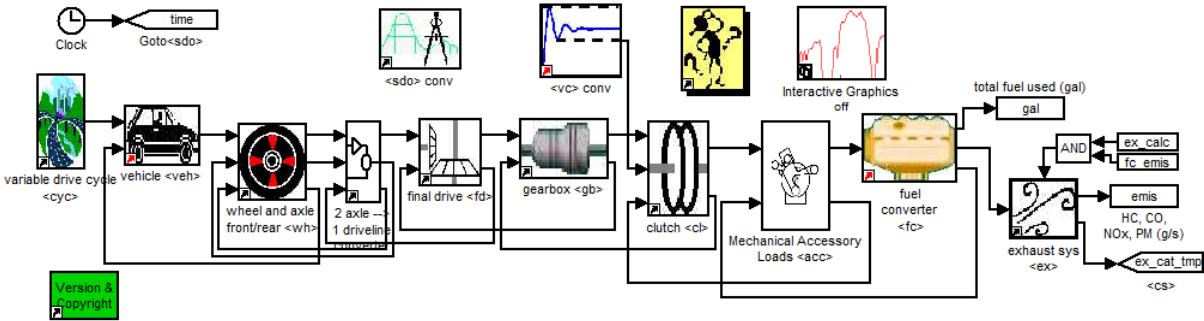 time
Clock
Goto<sdo>
<sdo> conv
<vc> conv
Interactive Graphics
off
total fuel used (gal)
gal
variable drive cycle
<cyc>
vehicle <veh>
wheel and axle
front/rear <wh>
2 axle -->
1 driveline
converter
final drive <fd>
gearbox <gb>
clutch <cl>
Mechanical Accessory
Loads <acc>
fuel
converter
<fc>
AND
ex_calc
fc_emis
emis
HC, CO,
NOx, PM (g/s)
exhaust sys
<ex>
ex_cat_tmp
<cs>
Version &
Copyright